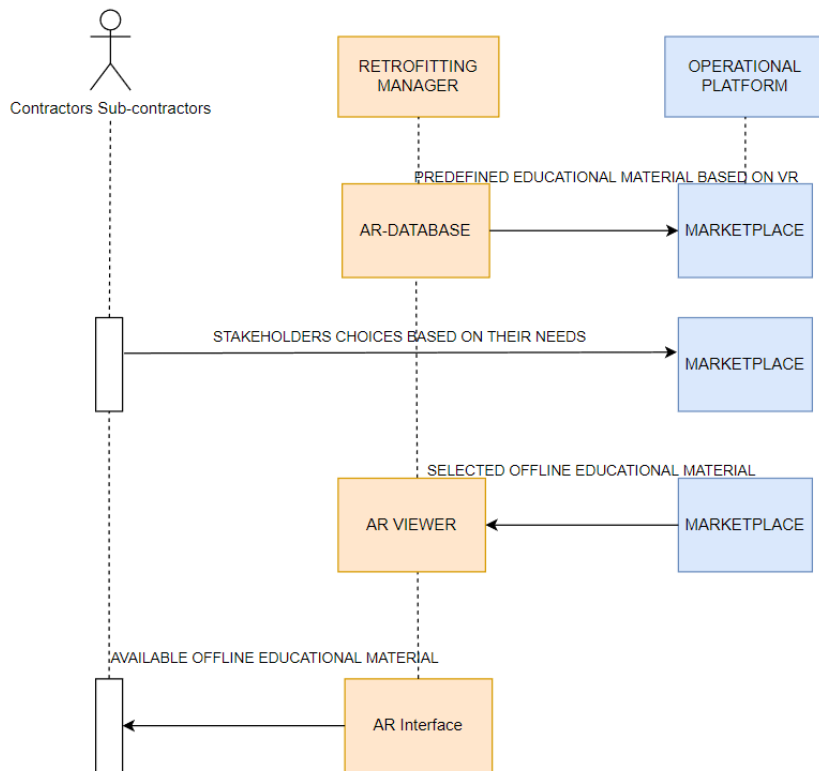 RETROFITTING
MANAGER
OPERATIONAL
PLATFORM
Contractors Sub-contractors
PREDEFINED EDUCATIONAL MATERIAL BASED ON VR
AR-DATABASE
MARKETPLACE
STAKEHOLDERS CHOICES BASED ON THEIR NEEDS
MARKETPLACE
SELECTED OFFLINE EDUCATIONAL MATERIAL
AR VIEWER
MARKETPLACE
AVAILABLE OFFLINE EDUCATIONAL MATERIAL
AR Interface